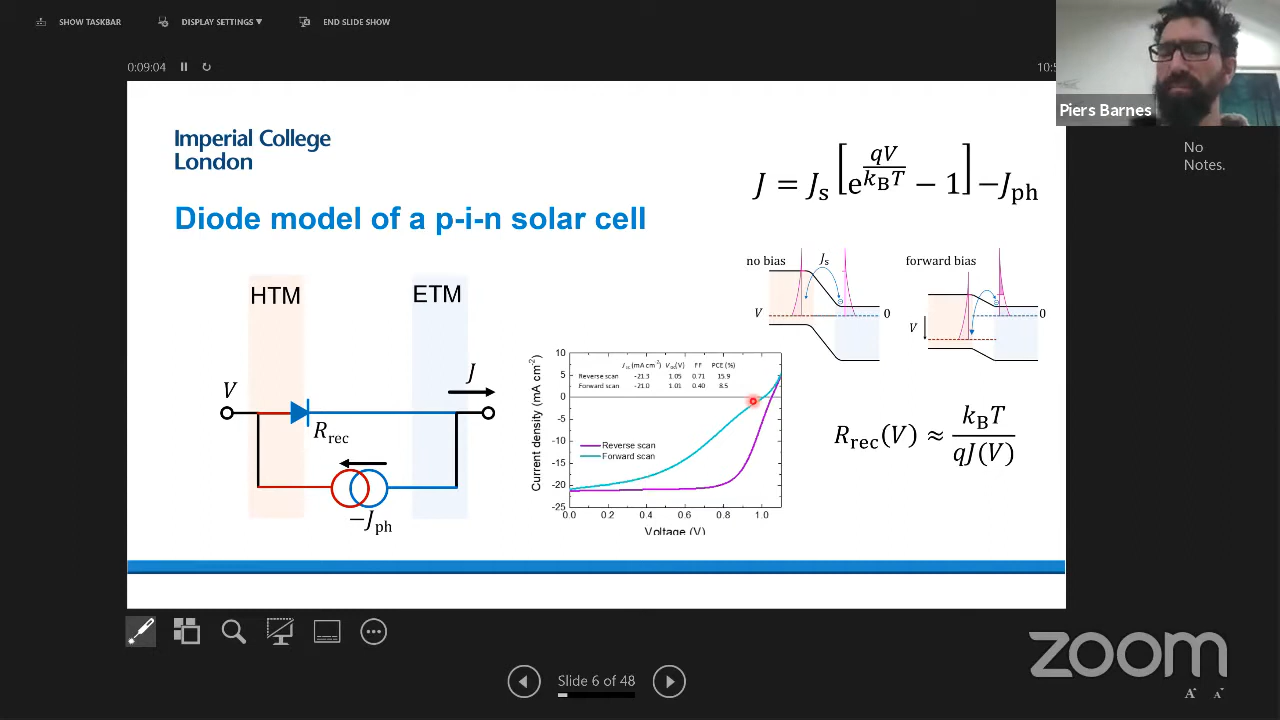 SHOW TASKBAR
DISPLAY SETTINGS ▼
END SLIDE SHOW
0:09:04
10:5
Piers Barnes
No
Notes.
Imperial College
London
Diode model of a p-i-n solar cell
J = Jₛ [e^(qV/k_BT) − 1] − J_ph
HTM
ETM
V
J
R_rec
−J_ph
no bias
Jₛ
V
0
forward bias
V
0
J_sc (mA cm⁻²) V_oc (V) FF PCE (%)
Reverse scan -21.3 1.05 0.71 15.9
Forward scan -21.0 1.01 0.40 8.5
Current density (mA cm⁻²)
10
5
0
-5
-10
-15
-20
-25
Reverse scan
Forward scan
0.0 0.2 0.4 0.6 0.8 1.0
Voltage (V)
R_rec(V) ≈ k_BT / qJ(V)
Slide 6 of 48
zoom
A A